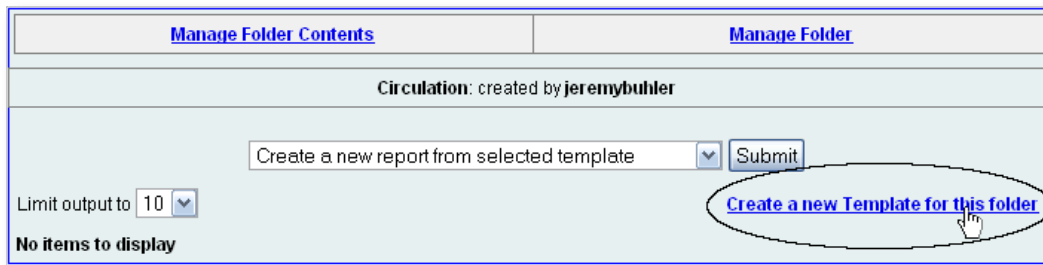 Manage Folder Contents
Manage Folder
Circulation: created by jeremybuhler
Create a new report from selected template
Submit
Limit output to 10
Create a new Template for this folder
No items to display